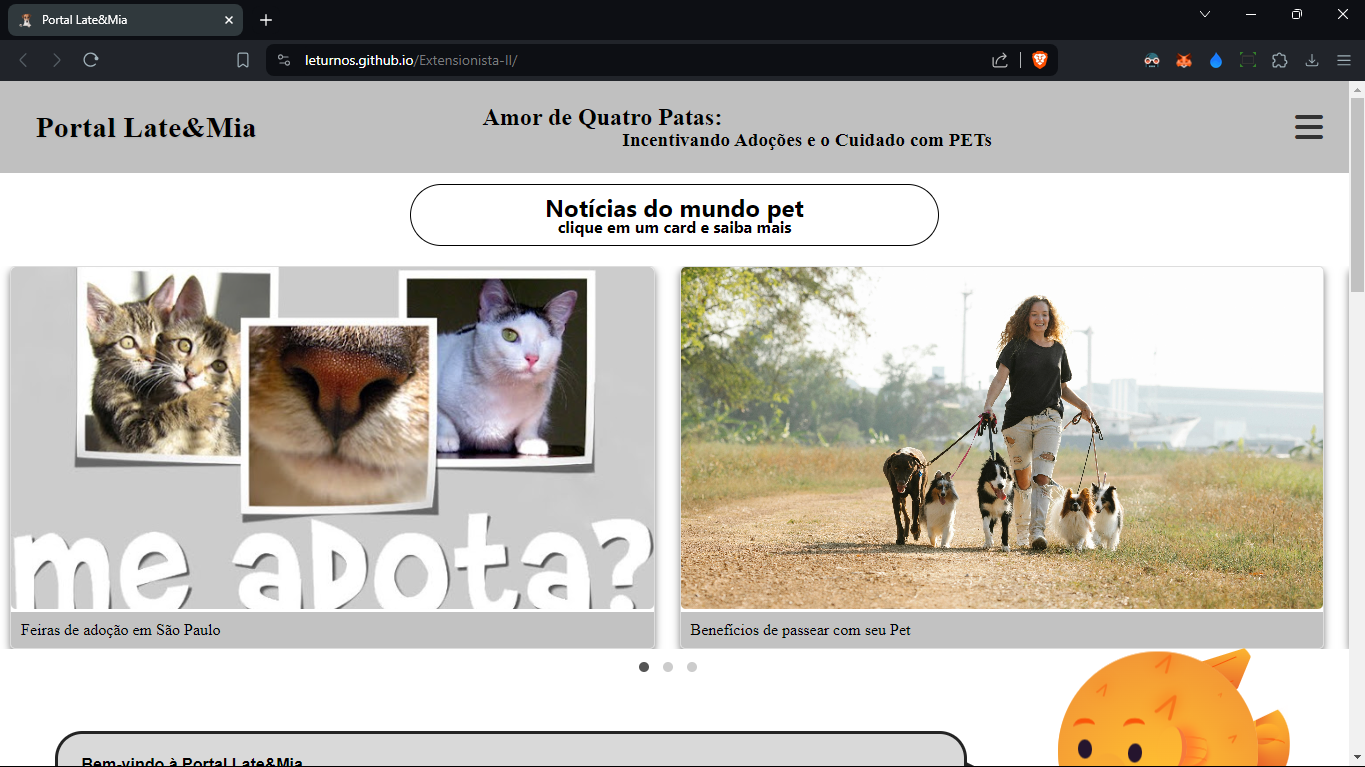 Portal Late&Mia
leturnos.github.io/Extensionista-II/
Portal Late&Mia
Amor de Quatro Patas:
Incentivando Adoções e o Cuidado com PETs
Notícias do mundo pet
clique em um card e saiba mais
me adota?
Feiras de adoção em São Paulo
Benefícios de passear com seu Pet
Bem-vindo à Portal Late&Mia